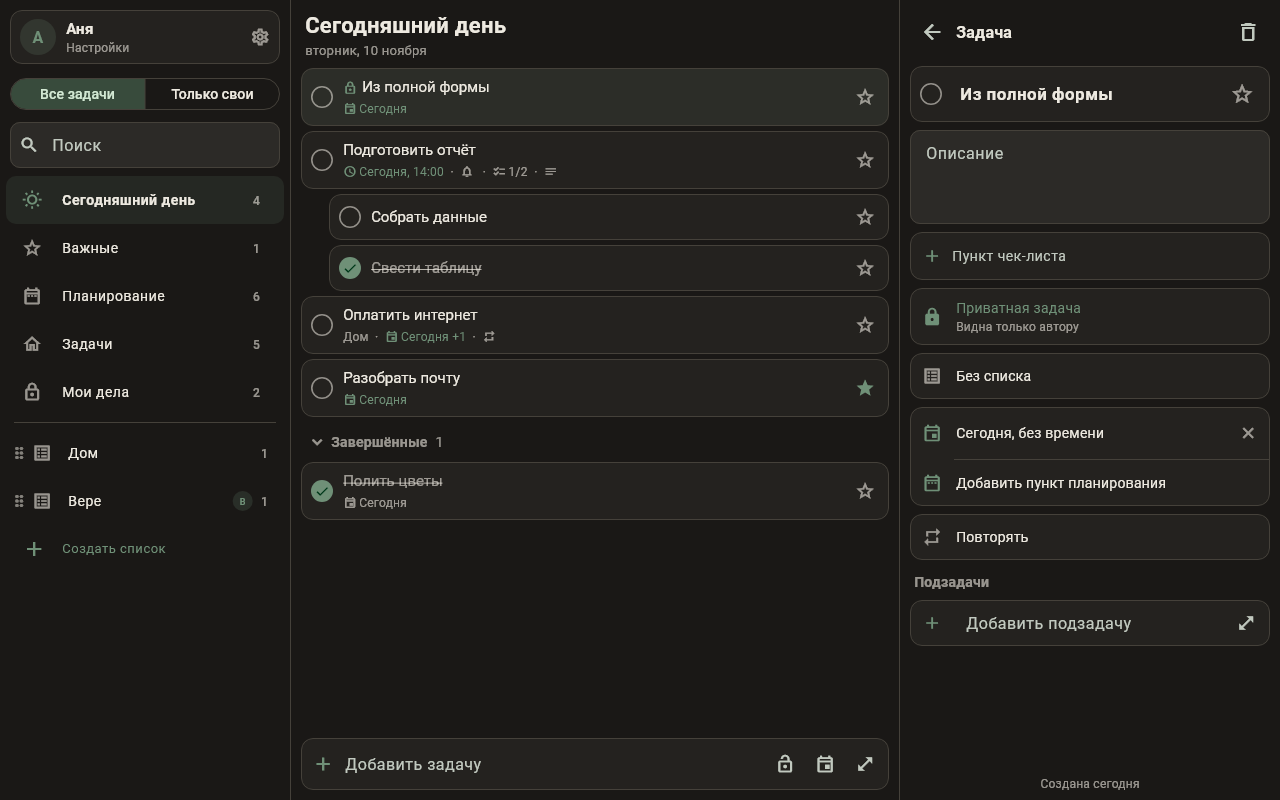 А
Аня
Настройки
Все задачи
Только свои
Поиск
Сегодняшний день 4
Важные 1
Планирование 6
Задачи 5
Мои дела 2
Дом 1
Вере В 1
Создать список
Сегодняшний день
вторник, 10 ноября
Из полной формы
Сегодня
Подготовить отчёт
Сегодня, 14:00 · · 1/2 ·
Собрать данные
Свести таблицу
Оплатить интернет
Дом · Сегодня +1 ·
Разобрать почту
Сегодня
Завершённые 1
Полить цветы
Сегодня
Добавить задачу
Задача
Из полной формы
Описание
Пункт чек-листа
Приватная задача
Видна только автору
Без списка
Сегодня, без времени
Добавить пункт планирования
Повторять
Подзадачи
Добавить подзадачу
Создана сегодня